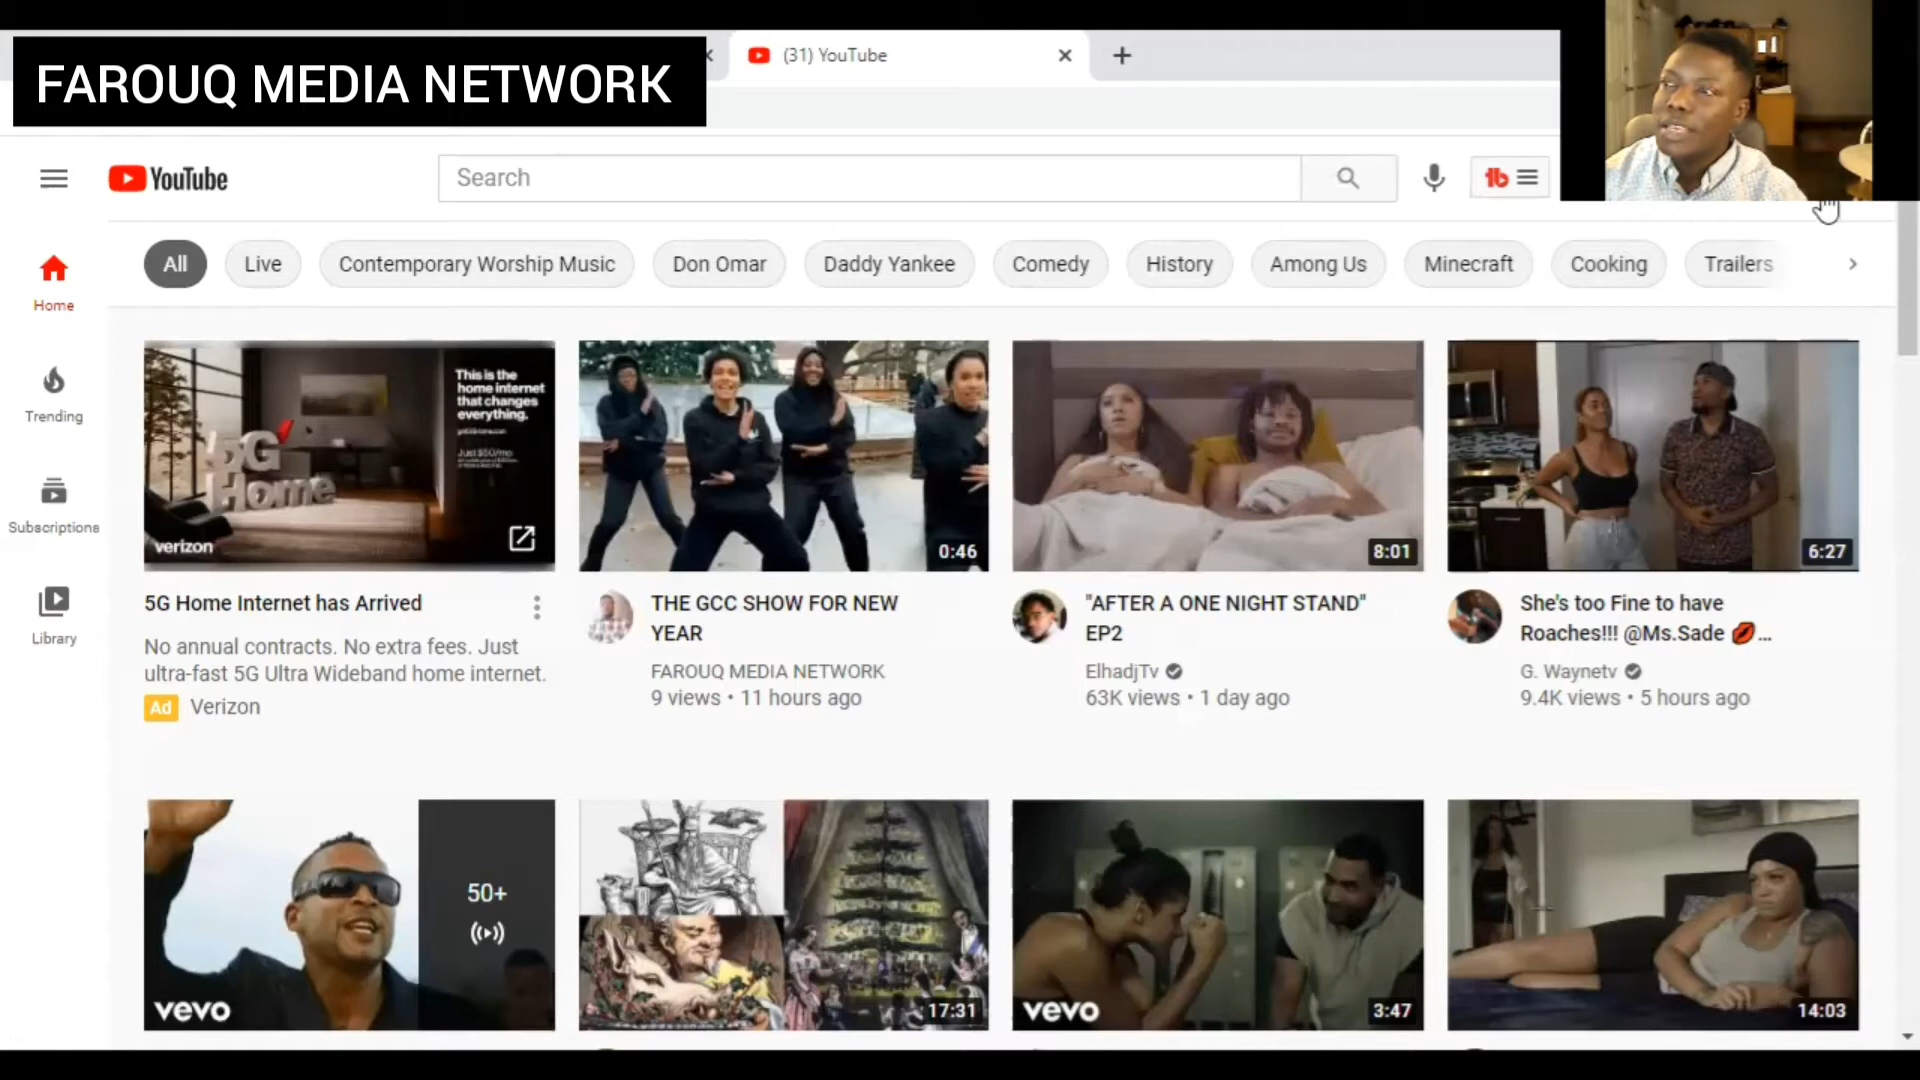 FAROUQ MEDIA NETWORK
(31) YouTube
YouTube
Search
All
Live
Contemporary Worship Music
Don Omar
Daddy Yankee
Comedy
History
Among Us
Minecraft
Cooking
Trailers
Home
Trending
Subscriptions
Library
This is the
home internet
that changes
everything.
Just $50/mo
5G
Home
verizon
5G Home Internet has Arrived
No annual contracts. No extra fees. Just
ultra-fast 5G Ultra Wideband home internet.
Ad Verizon
0:46
THE GCC SHOW FOR NEW
YEAR
FAROUQ MEDIA NETWORK
9 views • 11 hours ago
8:01
"AFTER A ONE NIGHT STAND"
EP2
ElhadjTv
63K views • 1 day ago
6:27
She's too Fine to have
Roaches!!! @Ms.Sade 💋...
G. Waynetv
9.4K views • 5 hours ago
50+
vevo
17:31
vevo
3:47
14:03